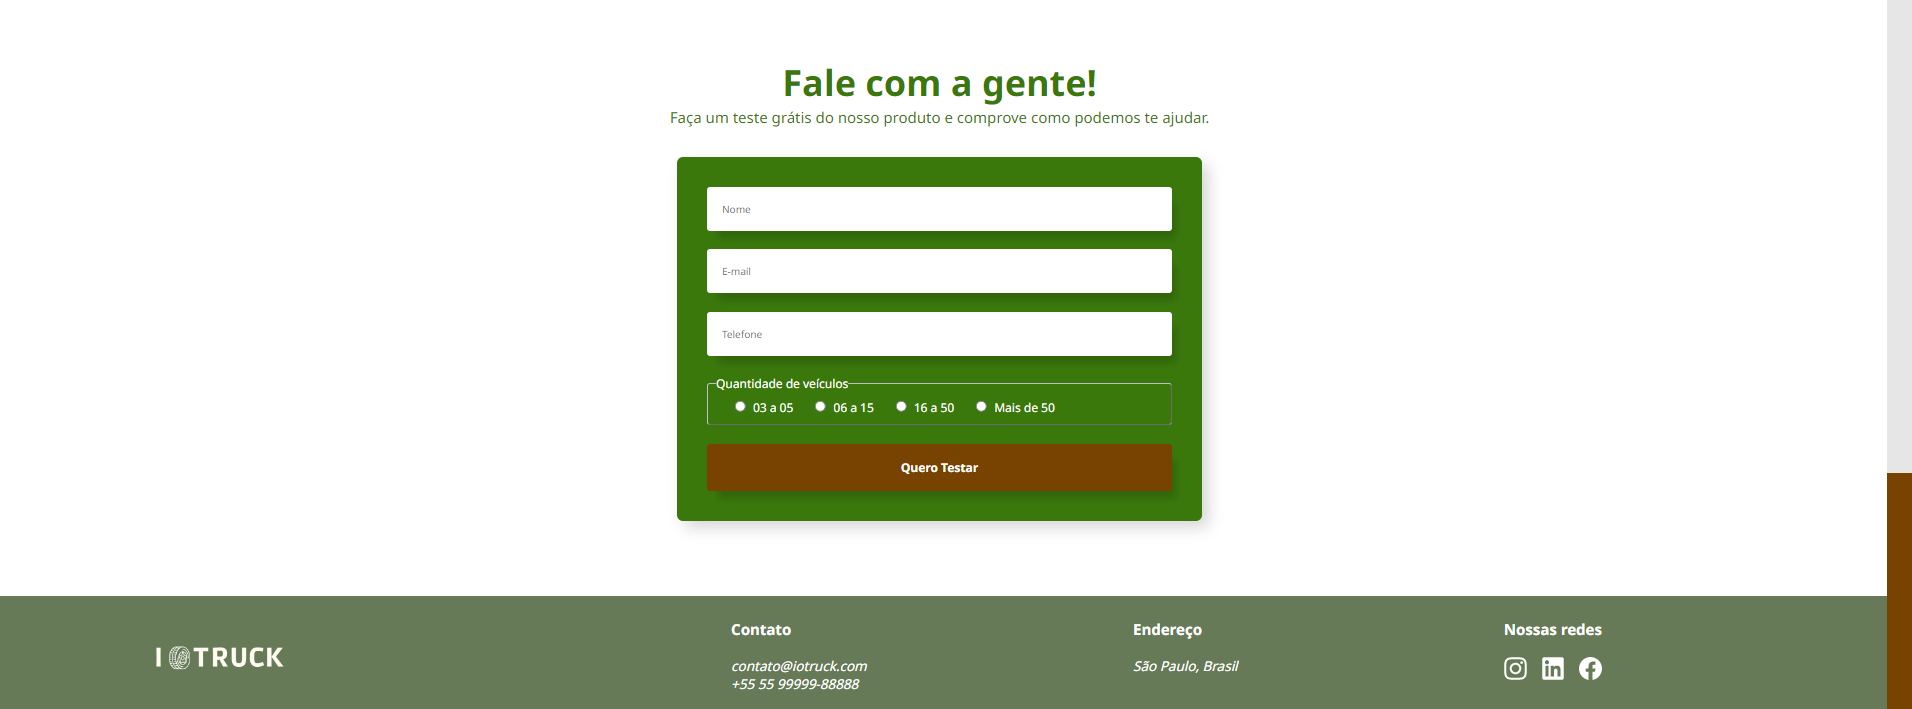 Fale com a gente!
Faça um teste grátis do nosso produto e comprove como podemos te ajudar.
Nome
E-mail
Telefone
Quantidade de veículos
03 a 05 06 a 15 16 a 50 Mais de 50
Quero Testar
I OTRUCK
Contato
contato@iotruck.com
+55 55 99999-88888
Endereço
São Paulo, Brasil
Nossas redes